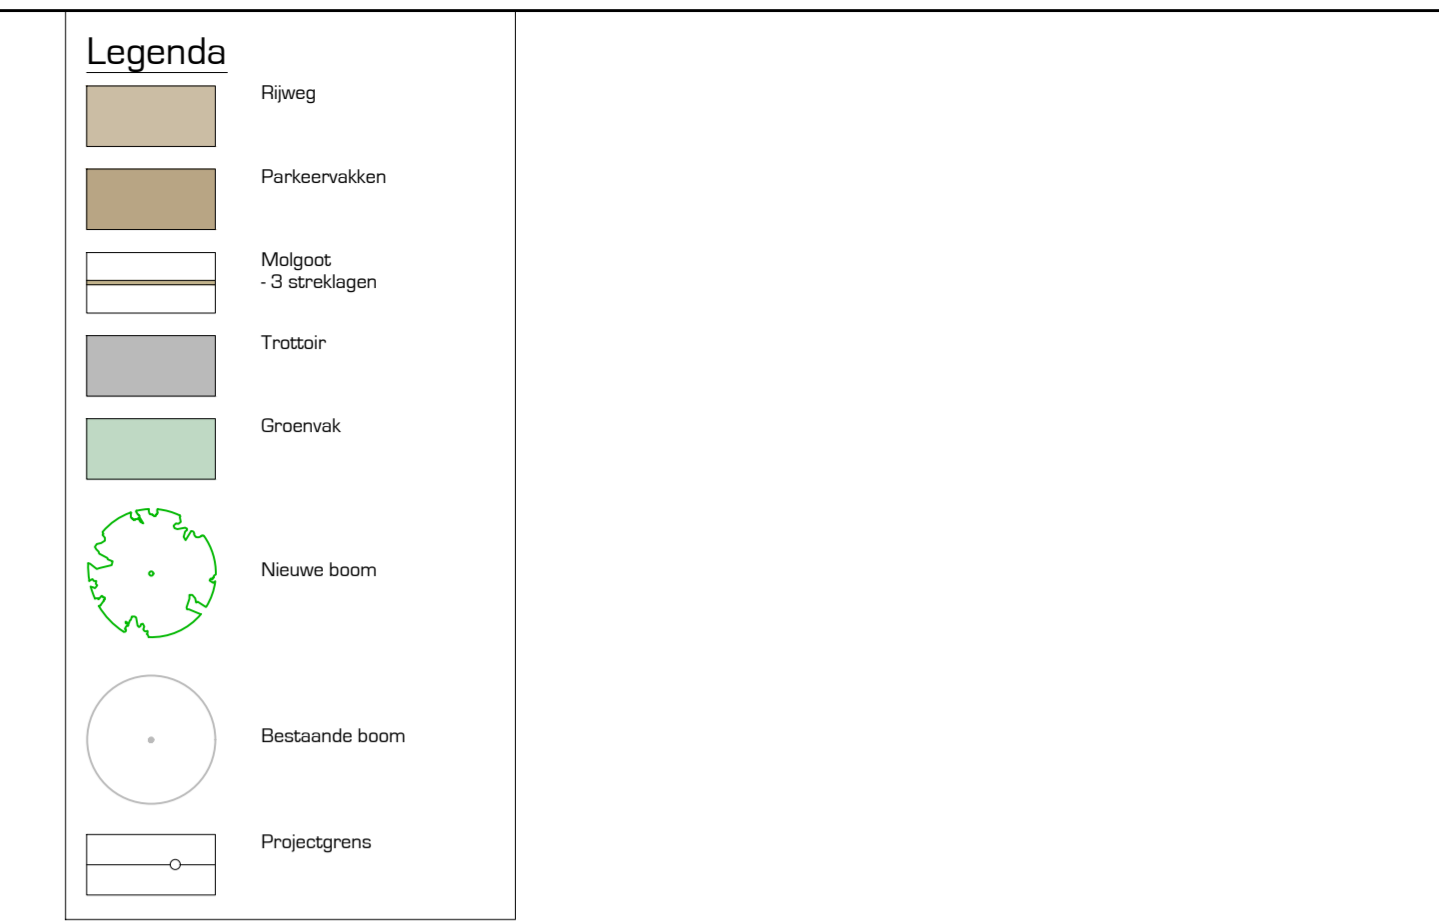 Legenda
Rijweg
Parkeervakken
Molgoot
- 3 streklagen
Trottoir
Groenvak
Nieuwe boom
Bestaande boom
Projectgrens